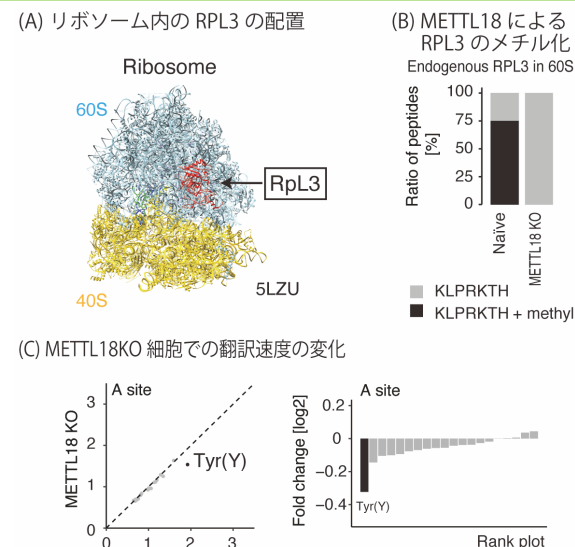 (A) リボソーム内の RPL3 の配置
Ribosome
60S
RpL3
5LZU
40S
(B) METTL18 による
RPL3 のメチル化
Endogenous RPL3 in 60S
Ratio of peptides
[%]
100
75
50
25
0
Naïve
METTL18 KO
KLPRKTH
KLPRKTH + methyl
(C) METTL18KO 細胞での翻訳速度の変化
A site
METTL18 KO
3
2
1
0
Tyr(Y)
0 1 2 3
A site
Fold change [log2]
0.2
0
−0.2
−0.4
Tyr(Y)
Rank plot